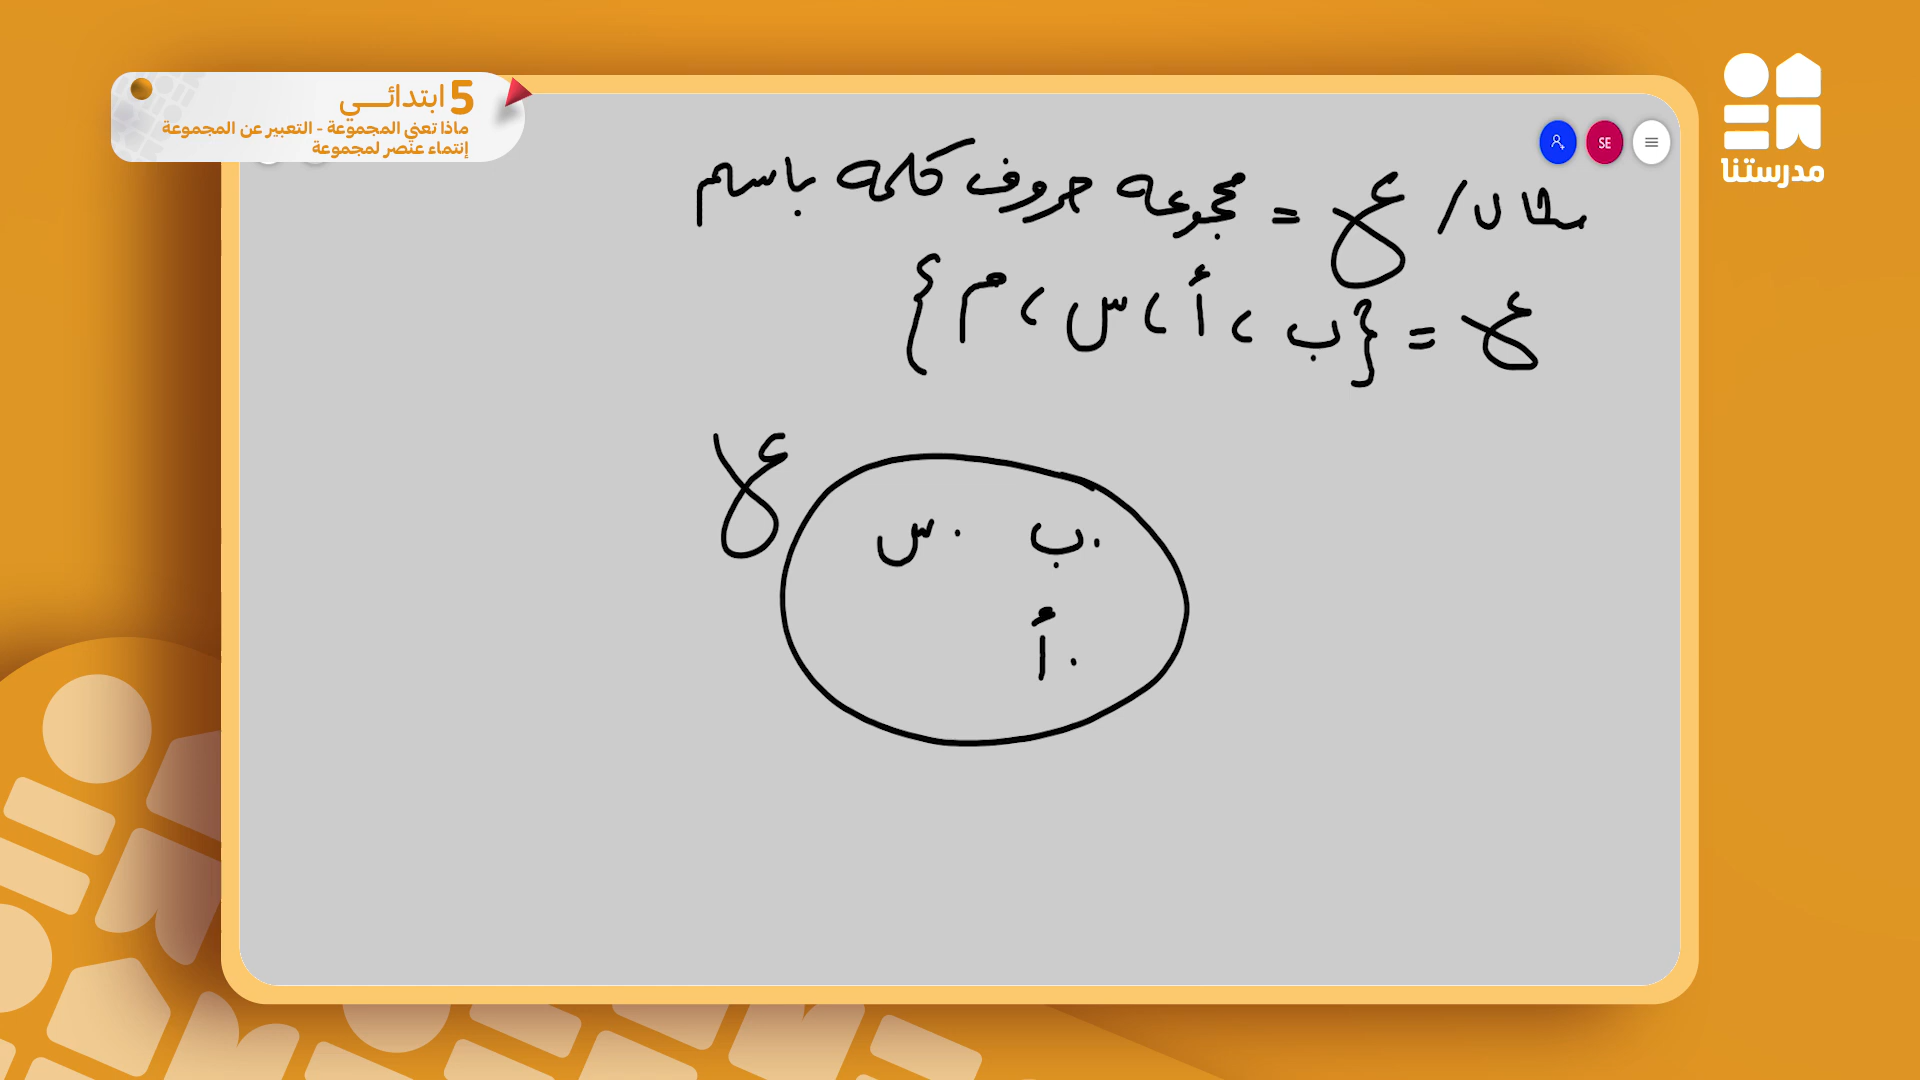 5 ابتدائـــي
ماذا تعني المجموعة - التعبير عن المجموعة
إنتماء عنصر لمجموعة
مدرستنا
SE
مثال / ع = مجموعة حروف كلمة باسم
ع = {ب ، أ ، س ، م}
ع
. ب . س
. أ